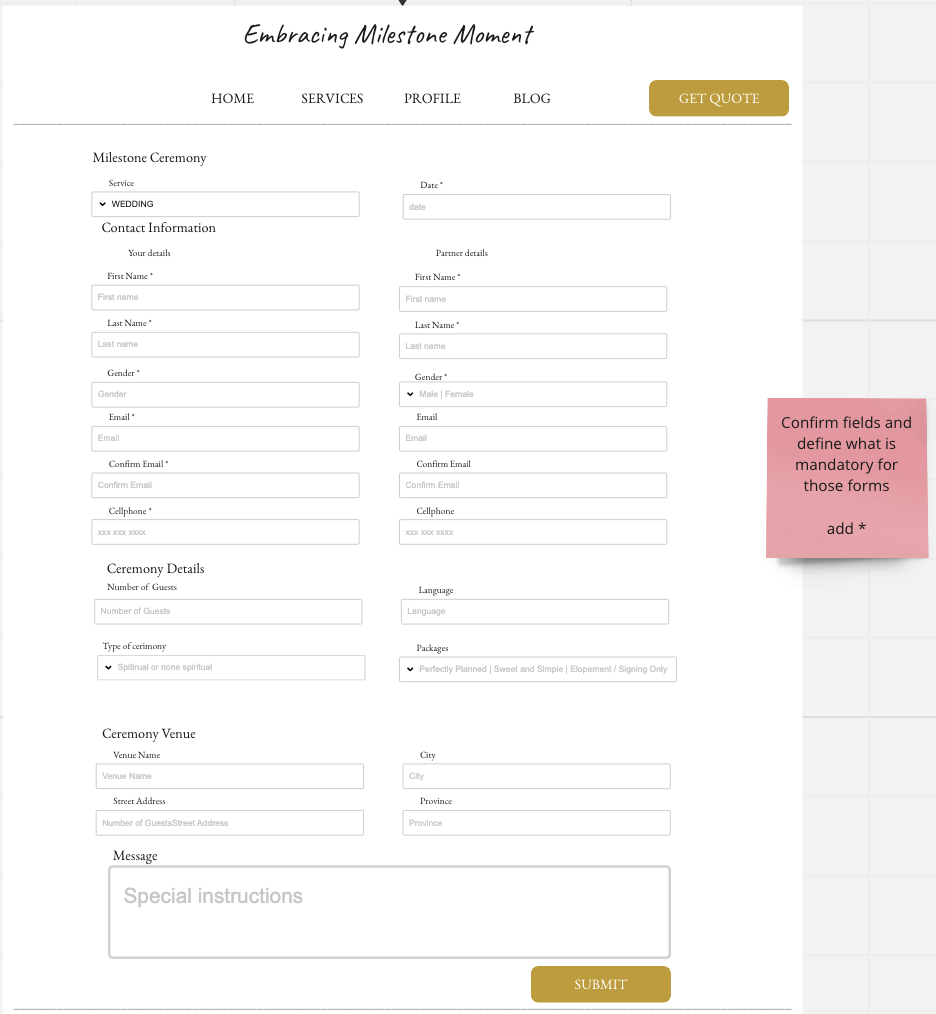 Embracing Milestone Moment
HOME SERVICES PROFILE BLOG GET QUOTE
Milestone Ceremony
Service Date *
WEDDING date
Contact Information
Your details Partner details
First Name * First Name *
First name First name
Last Name * Last Name *
Last name Last name
Gender * Gender *
Gender Male | Female
Email * Email
Email Email
Confirm Email * Confirm Email
Confirm Email Confirm Email
Cellphone * Cellphone
xxx xxx xxxx xxx xxx xxxx
Ceremony Details
Number of Guests Language
Number of Guests Language
Type of cerimony Packages
Spitirual or none spiritual Perfectly Planned | Sweet and Simple | Elopement / Signing Only
Ceremony Venue
Venue Name City
Venue Name City
Street Address Province
Number of GuestsStreet Address Province
Message
Special instructions
SUBMIT
Confirm fields and
define what is
mandatory for
those forms
add *